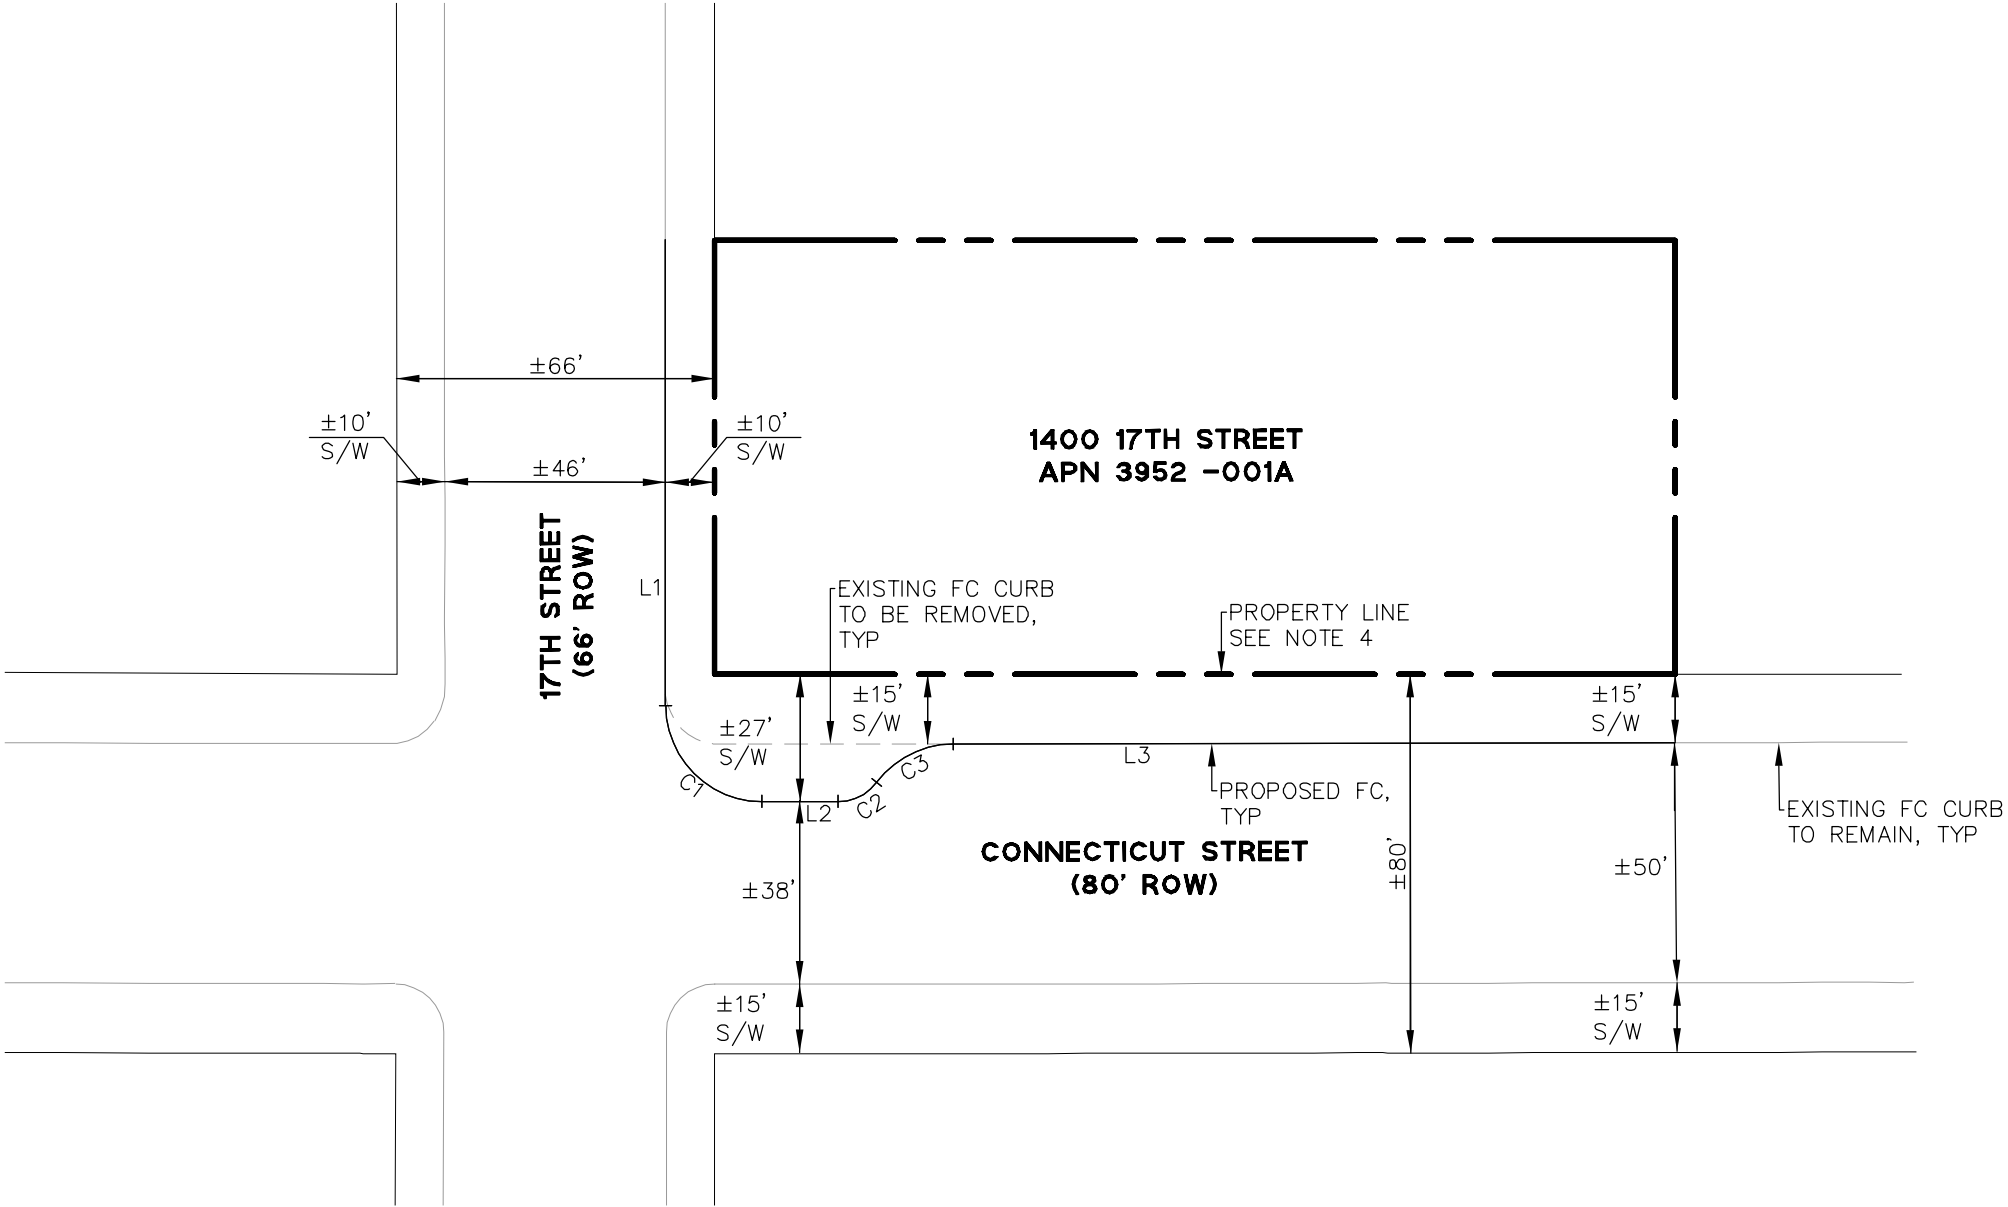 ±66'
±10'
S/W
±10'
S/W
±46'
1400 17TH STREET
APN 3952 -001A
17TH STREET
(66' ROW)
L1
EXISTING FC CURB
TO BE REMOVED,
TYP
PROPERTY LINE
SEE NOTE 4
±15'
S/W
±27'
S/W
±15'
S/W
C1
L2
C2
C3
L3
PROPOSED FC,
TYP
EXISTING FC CURB
TO REMAIN, TYP
CONNECTICUT STREET
(80' ROW)
±38'
±80'
±50'
±15'
S/W
±15'
S/W